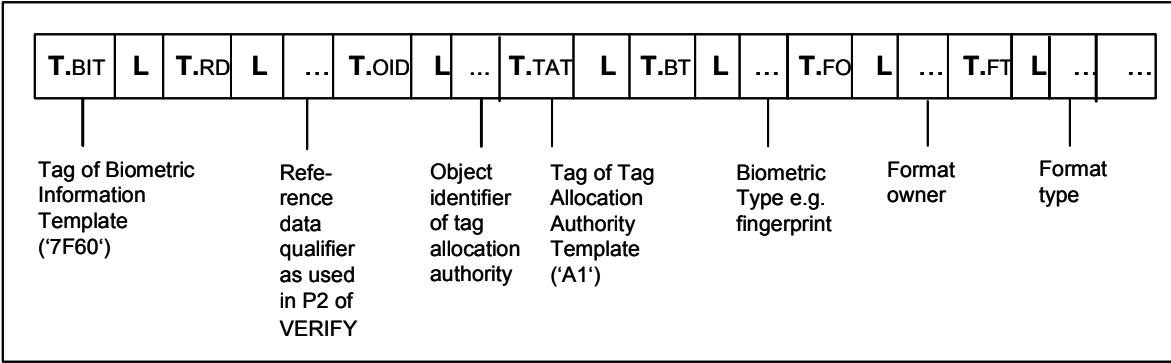 T.BIT L T.RD L ... T.OID L ... T.TAT L T.BT L ... T.FO L ... T.FT L ... ...
Tag of Biometric
Information
Template
(‘7F60‘)
Refe-
rence
data
qualifier
as used
in P2 of
VERIFY
Object
identifier
of tag
allocation
authority
Tag of Tag
Allocation
Authority
Template
(‘A1‘)
Biometric
Type e.g.
fingerprint
Format
owner
Format
type